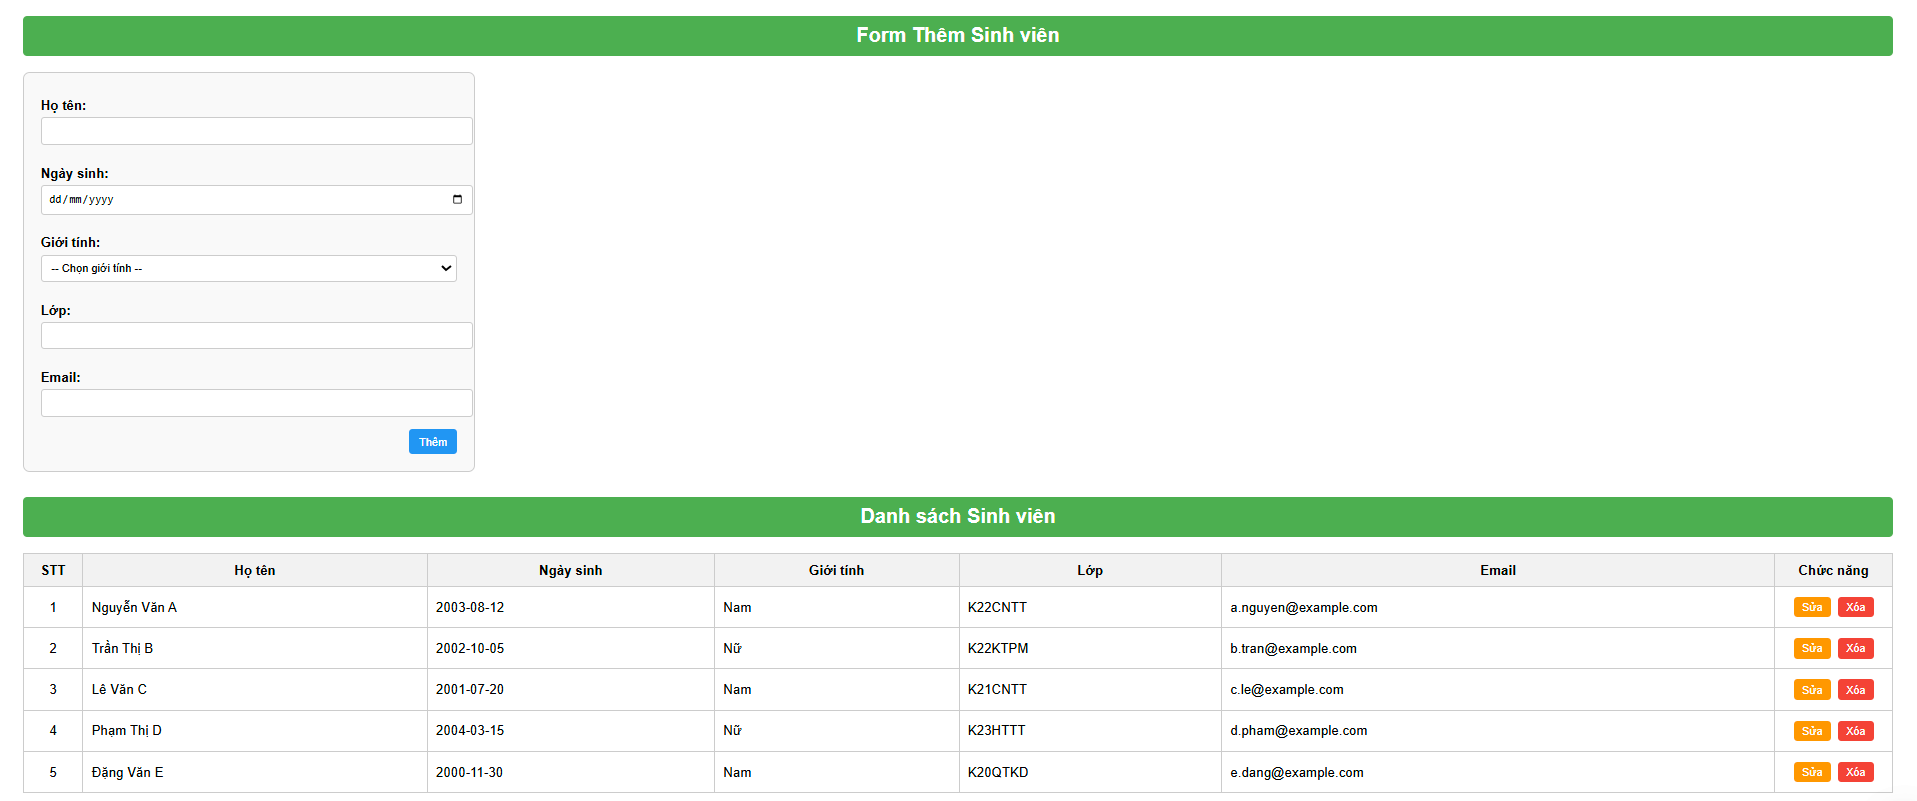 Form Thêm Sinh viên
Họ tên:
Ngày sinh:
dd/mm/yyyy
Giới tính:
-- Chọn giới tính --
Lớp:
Email:
Thêm
Danh sách Sinh viên
STT Họ tên Ngày sinh Giới tính Lớp Email Chức năng
1 Nguyễn Văn A 2003-08-12 Nam K22CNTT a.nguyen@example.com Sửa Xóa
2 Trần Thị B 2002-10-05 Nữ K22KTPM b.tran@example.com Sửa Xóa
3 Lê Văn C 2001-07-20 Nam K21CNTT c.le@example.com Sửa Xóa
4 Phạm Thị D 2004-03-15 Nữ K23HTTT d.pham@example.com Sửa Xóa
5 Đặng Văn E 2000-11-30 Nam K20QTKD e.dang@example.com Sửa Xóa